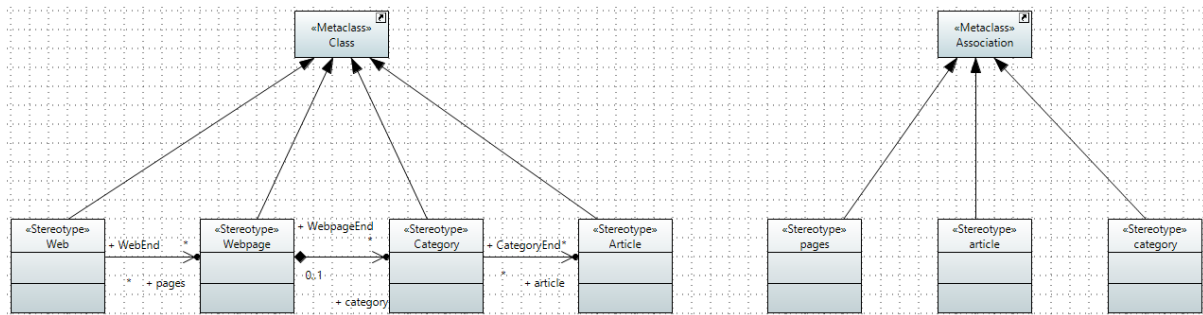 «Metaclass»
Class
«Metaclass»
Association
«Stereotype»
Web
+ WebEnd
*
* + pages
«Stereotype»
Webpage
+ WebpageEnd
*
0..1
+ category
«Stereotype»
Category
+ CategoryEnd*
*
+ article
«Stereotype»
Article
«Stereotype»
pages
«Stereotype»
article
«Stereotype»
category